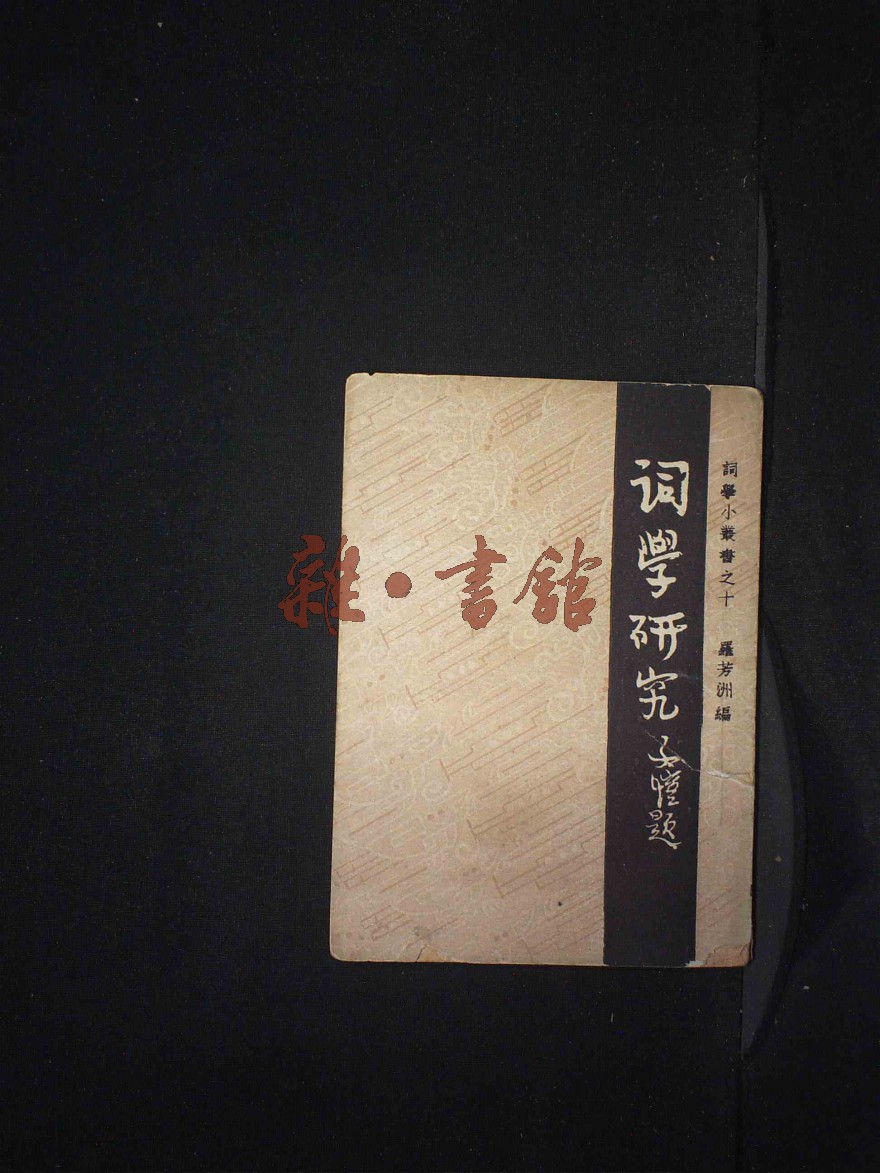 詞學小叢書之十 羅芳洲編
词學研究 子愷題
雜·書館